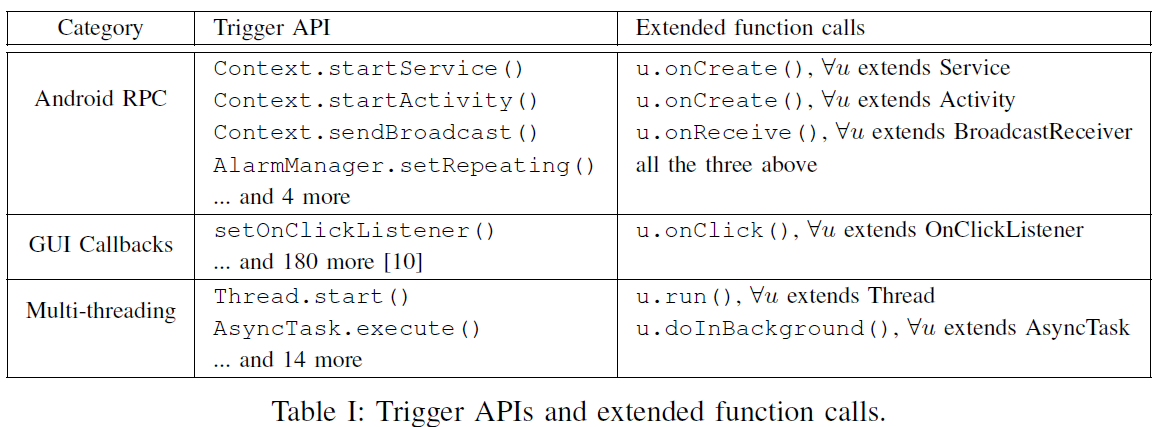 Category Trigger API Extended function calls
Context.startService() u.onCreate(), ∀u extends Service
Android RPC Context.startActivity() u.onCreate(), ∀u extends Activity
Context.sendBroadcast() u.onReceive(), ∀u extends BroadcastReceiver
AlarmManager.setRepeating() all the three above
... and 4 more
GUI Callbacks setOnClickListener() u.onClick(), ∀u extends OnClickListener
... and 180 more [10]
Multi-threading Thread.start() u.run(), ∀u extends Thread
AsyncTask.execute() u.doInBackground(), ∀u extends AsyncTask
... and 14 more
Table I: Trigger APIs and extended function calls.